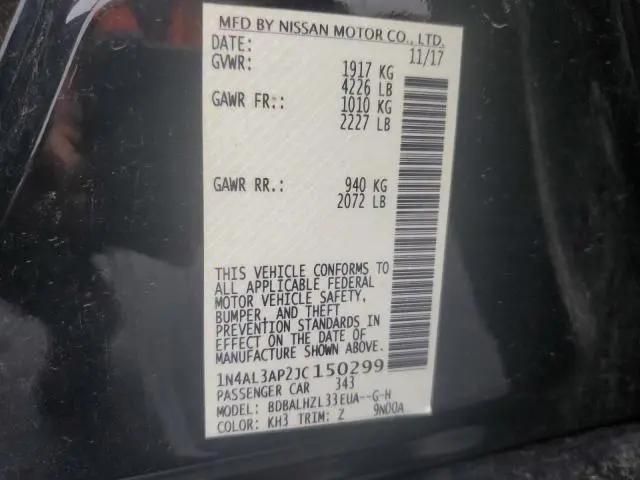 MFD BY NISSAN MOTOR CO., LTD.
DATE: 11/17
GVWR: 1917 KG
4226 LB
GAWR FR.: 1010 KG
2227 LB
GAWR RR.: 940 KG
2072 LB
THIS VEHICLE CONFORMS TO
ALL APPLICABLE FEDERAL
MOTOR VEHICLE SAFETY,
BUMPER, AND THEFT
PREVENTION STANDARDS IN
EFFECT ON THE DATE OF
MANUFACTURE SHOWN ABOVE.
1N4AL3AP2JC150299
PASSENGER CAR 343
MODEL: BDBALHZL33EUA--G-H
COLOR: KH3 TRIM: Z 9N00A